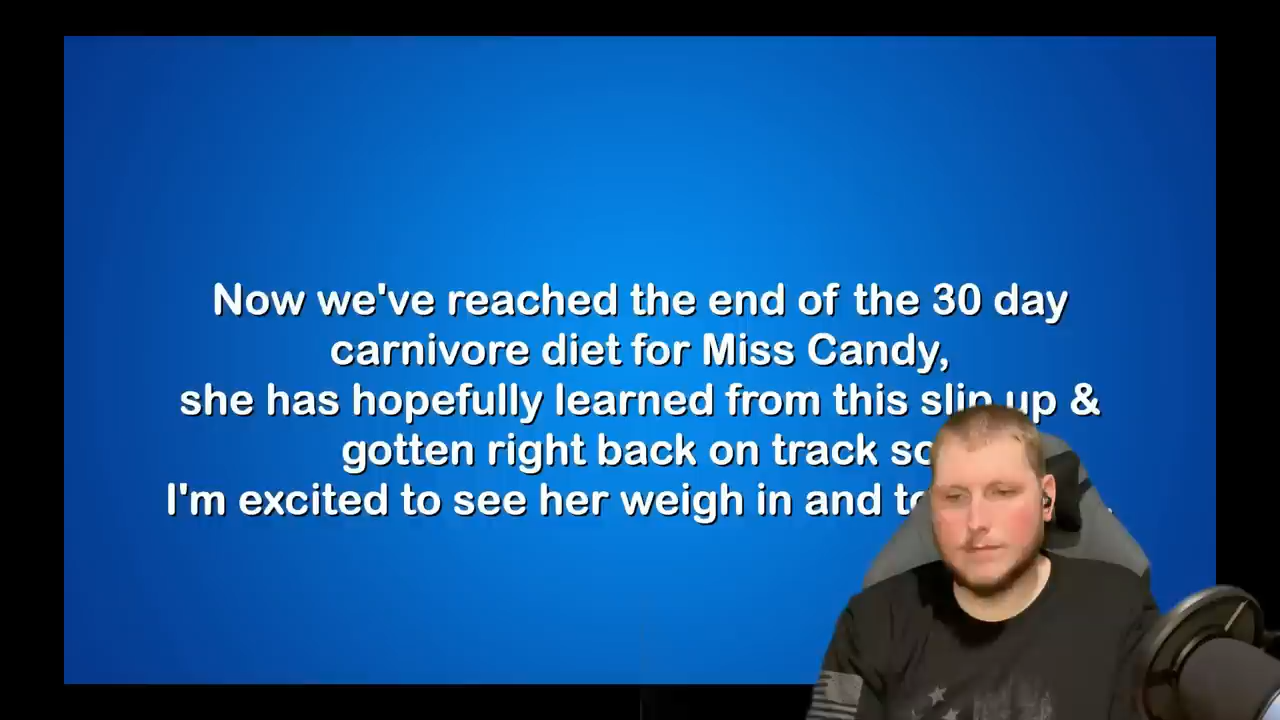 Now we've reached the end of the 30 day
carnivore diet for Miss Candy,
she has hopefully learned from this slip up &
gotten right back on track so
I'm excited to see her weigh in and